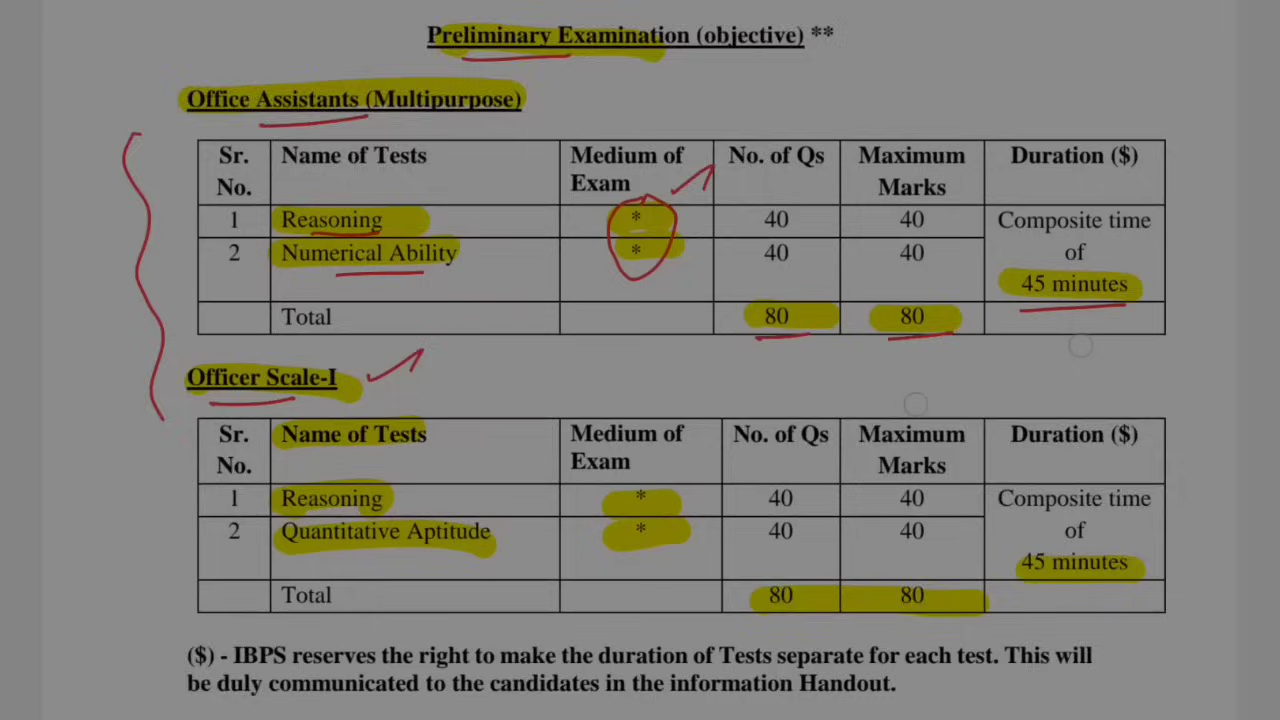 Preliminary Examination (objective) **
Office Assistants (Multipurpose)
Sr. No. Name of Tests Medium of Exam No. of Qs Maximum Marks Duration ($)
1 Reasoning * 40 40 Composite time of 45 minutes
2 Numerical Ability * 40 40
Total 80 80
Officer Scale-I
Sr. No. Name of Tests Medium of Exam No. of Qs Maximum Marks Duration ($)
1 Reasoning * 40 40 Composite time of 45 minutes
2 Quantitative Aptitude * 40 40
Total 80 80
($) - IBPS reserves the right to make the duration of Tests separate for each test. This will
be duly communicated to the candidates in the information Handout.